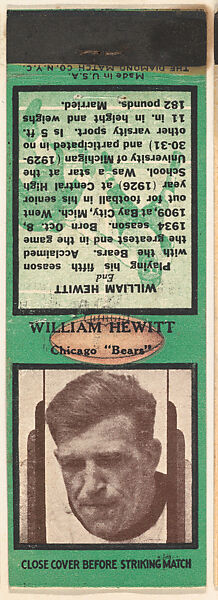 Made in U.S.A.
THE DIAMOND MATCH CO. N.Y.C.
WILLIAM HEWITT
End
Playing his fifth season
with the Bears. Acclaimed
the greatest end in the game
1934 season. Born Oct. 8,
1909, at Bay City, Mich. Went
out for football in his senior
year (1926) at Central High
School. Was a star at the
University of Michigan (1929-
30-31) and participated in no
other varsity sport. Is 5 ft.
11 in. in height and weighs
182 pounds. Married.
WILLIAM HEWITT
Chicago "Bears"
CLOSE COVER BEFORE STRIKING MATCH